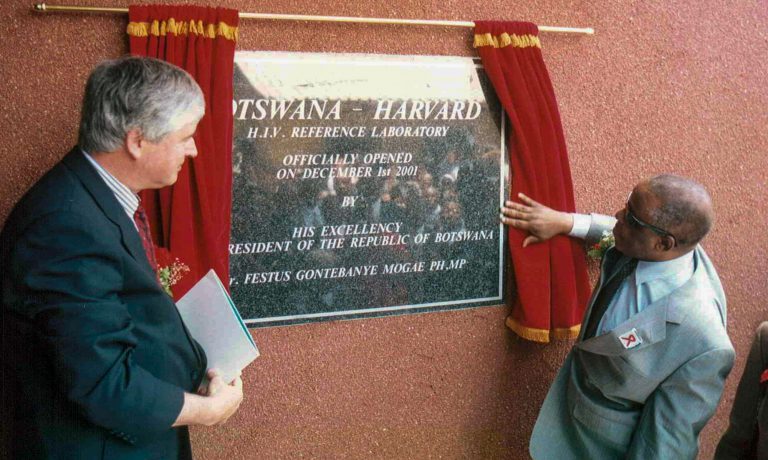 OTSWANA - HARVARD
H.I.V. REFERENCE LABORATORY
OFFICIALLY OPENED
ON DECEMBER 1st 2001
BY
HIS EXCELLENCY
PRESIDENT OF THE REPUBLIC OF BOTSWANA
r. FESTUS GONTEBANYE MOGAE PH,MP